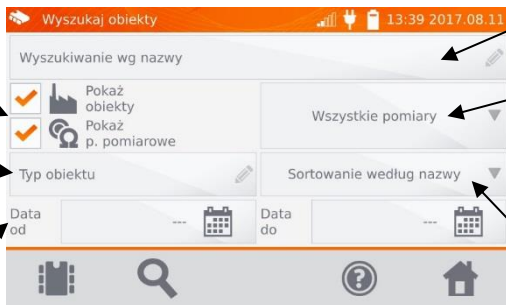 Wyszukaj obiekty
13:39 2017.08.11
Wyszukiwanie wg nazwy
Pokaż
obiekty
Pokaż
p. pomiarowe
Wszystkie pomiary
Typ obiektu
Sortowanie według nazwy
Data
od
---
Data
do
---